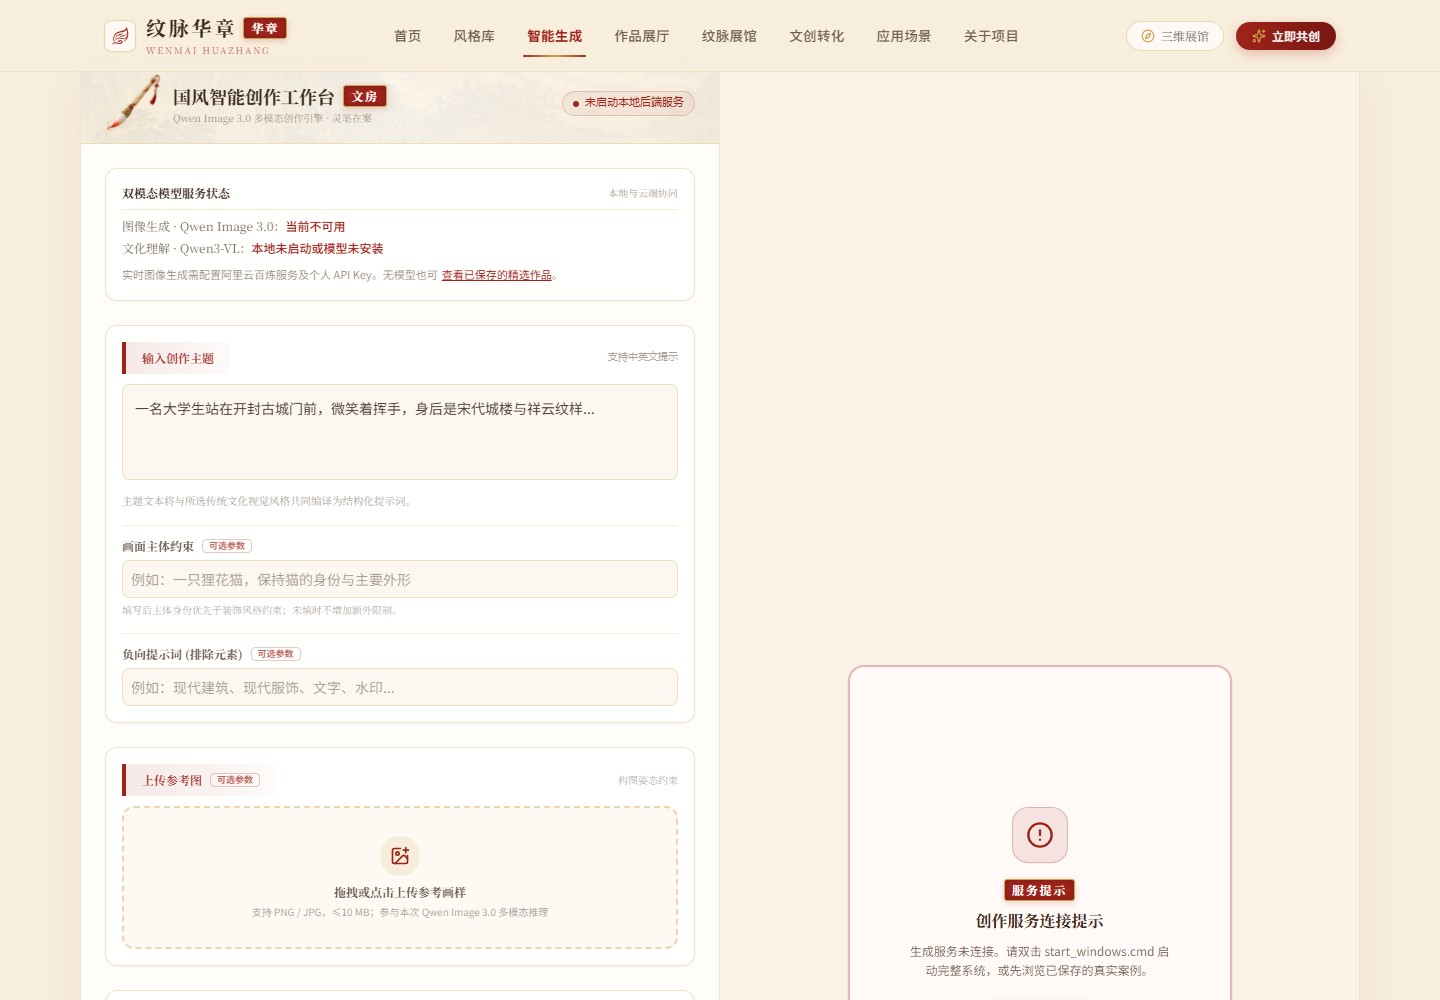 纹脉华章 华章
WENMAI HUAZHANG
首页 风格库 智能生成 作品展厅 纹脉展馆 文创转化 应用场景 关于项目
三维展馆 立即共创
国风智能创作工作台 文房
Qwen Image 3.0 多模态创作引擎 · 灵笔在案
未启动本地后端服务
双模态模型服务状态 本地与云端协同
图像生成 · Qwen Image 3.0：当前不可用
文化理解 · Qwen3-VL：本地未启动或模型未安装
实时图像生成需配置阿里云百炼服务及个人 API Key。无模型也可 查看已保存的精选作品。
输入创作主题 支持中英文提示
一名大学生站在开封古城门前，微笑着挥手，身后是宋代城楼与祥云纹样...
主题文本将与所选传统文化视觉风格共同编译为结构化提示词。
画面主体约束 可选参数
例如：一只狸花猫，保持猫的身份与主要外形
填写后主体身份优先于装饰风格约束；未填时不增加额外限制。
负向提示词 (排除元素) 可选参数
例如：现代建筑、现代服饰、文字、水印...
上传参考图 可选参数 构图姿态约束
拖拽或点击上传参考画样
支持 PNG / JPG，≤10 MB；参与本次 Qwen Image 3.0 多模态推理
服务提示
创作服务连接提示
生成服务未连接。请双击 start_windows.cmd 启
动完整系统，或先浏览已保存的真实案例。